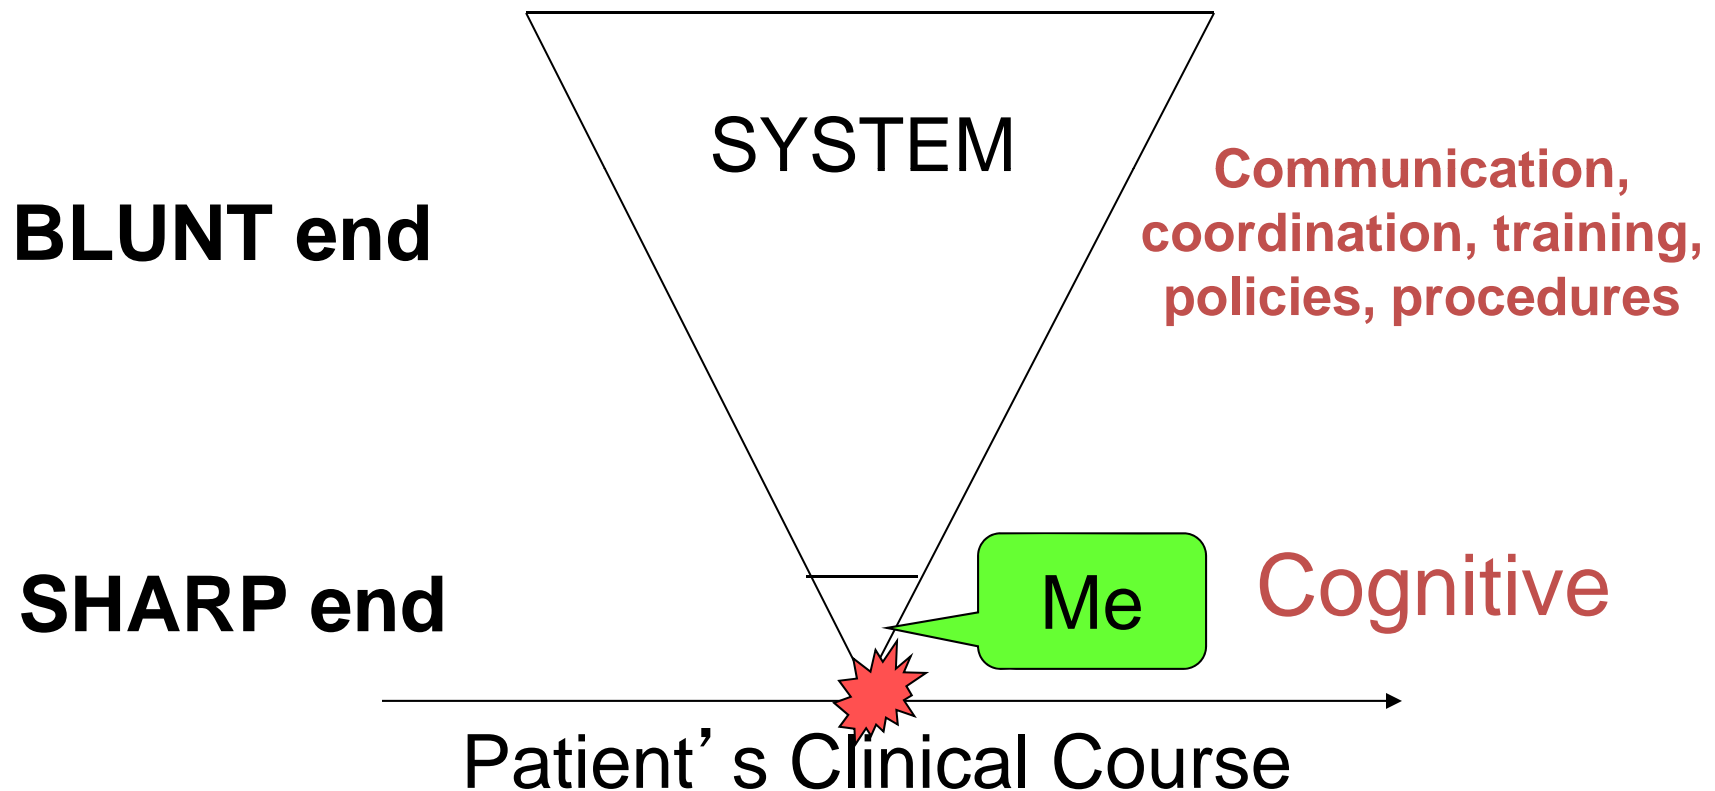 SYSTEM
BLUNT end
Communication,
coordination, training,
policies, procedures
SHARP end
Me
Cognitive
Patient’s Clinical Course